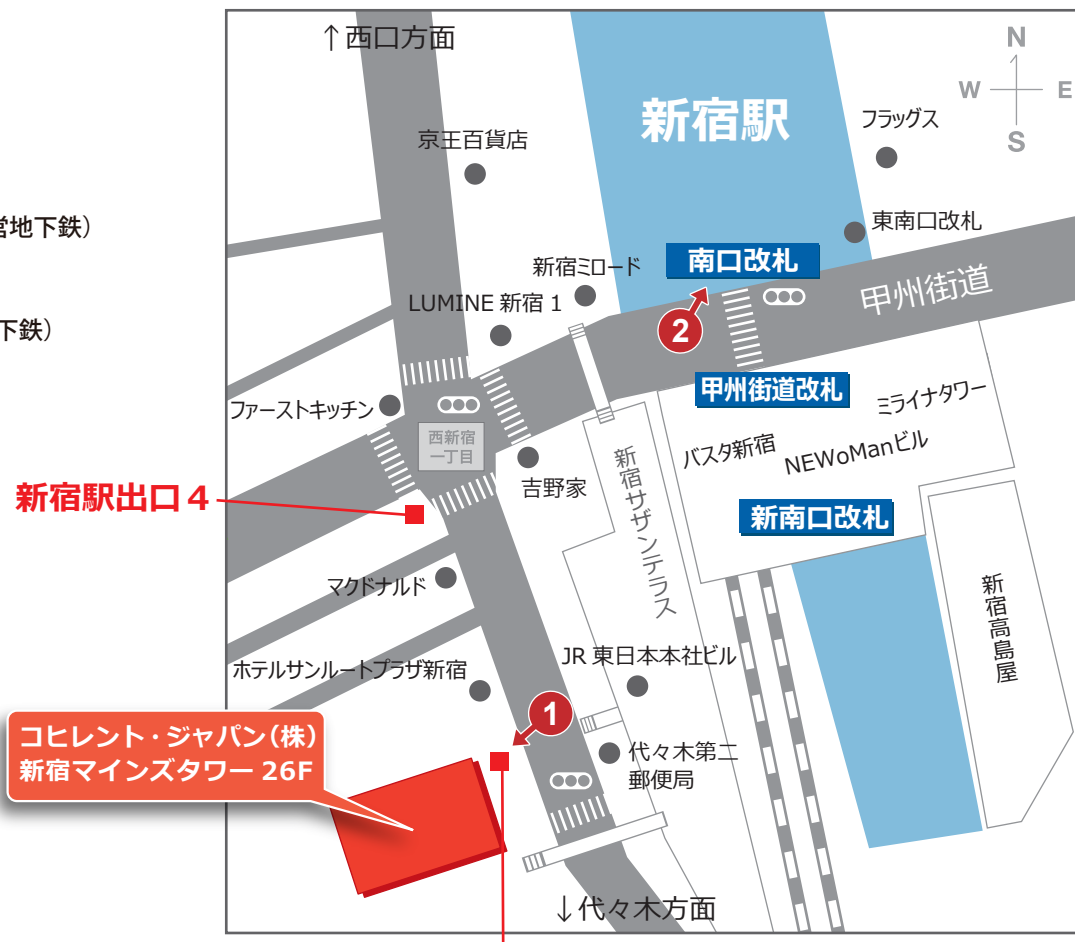 ↑西口方面
N
W E
S
新宿駅
フラッグス
京王百貨店
営地下鉄）
東南口改札
南口改札
新宿ミロード
甲州街道
LUMINE 新宿 1
下鉄）
2
甲州街道改札
ファーストキッチン
ミライナタワー
西新宿
一丁目
バスタ新宿
NEWoManビル
吉野家
新宿サザンテラス
新宿駅出口４
新南口改札
マクドナルド
新宿高島屋
ホテルサンルートプラザ新宿
JR 東日本本社ビル
1
コヒレント・ジャパン（株）
新宿マインズタワー 26F
代々木第二
郵便局
↓代々木方面